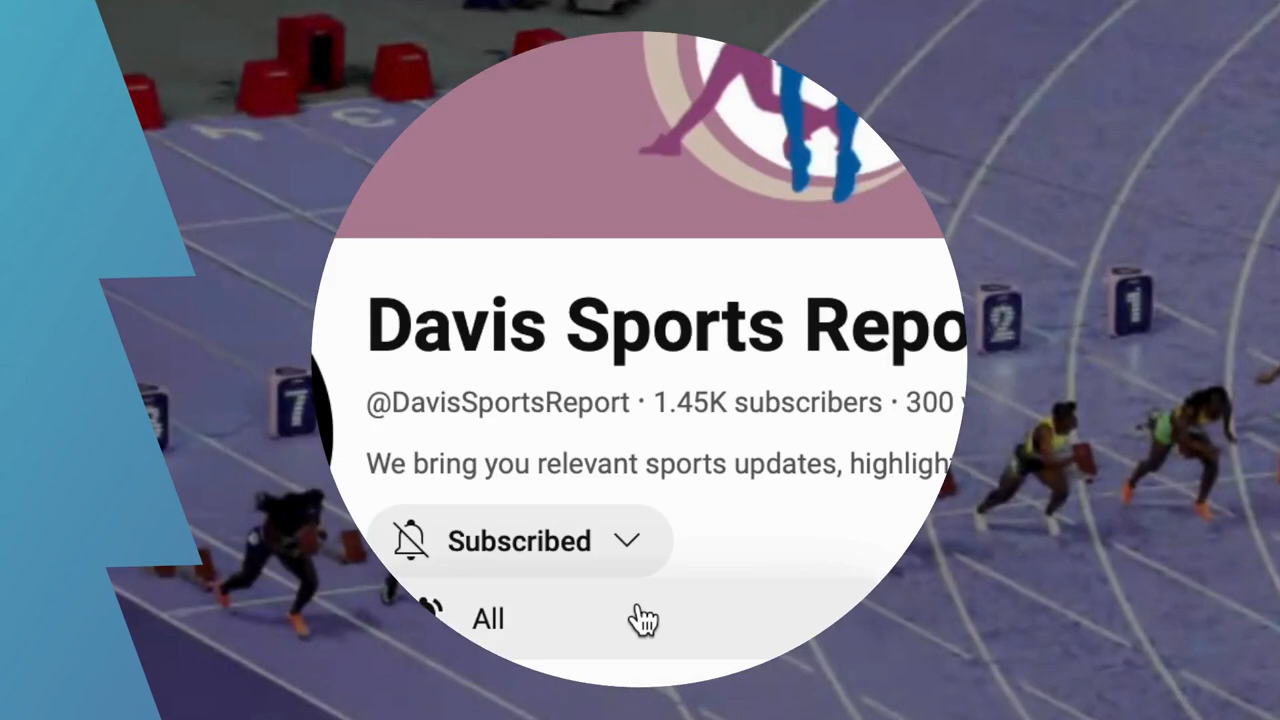 Davis Sports Repo
@DavisSportsReport · 1.45K subscribers · 300
We bring you relevant sports updates, highligh
Subscribed
All
7
2
1